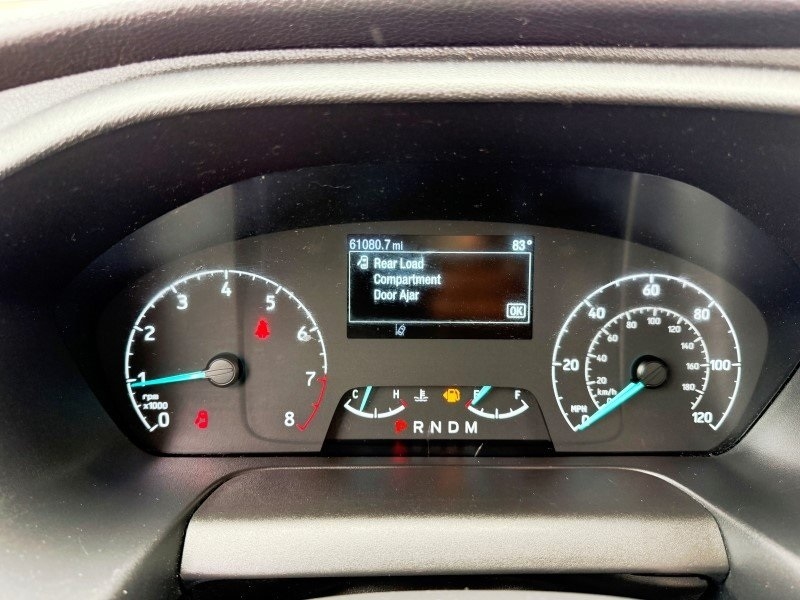 61080.7 mi 83°
Rear Load
Compartment
Door Ajar
OK
0 1 2 3 4 5 6 7 8
rpm
x1000
C H E F
R N D M
0 20 40 60 80 100 120
MPH
0 20 40 60 80 100 120 140 160 180
km/h